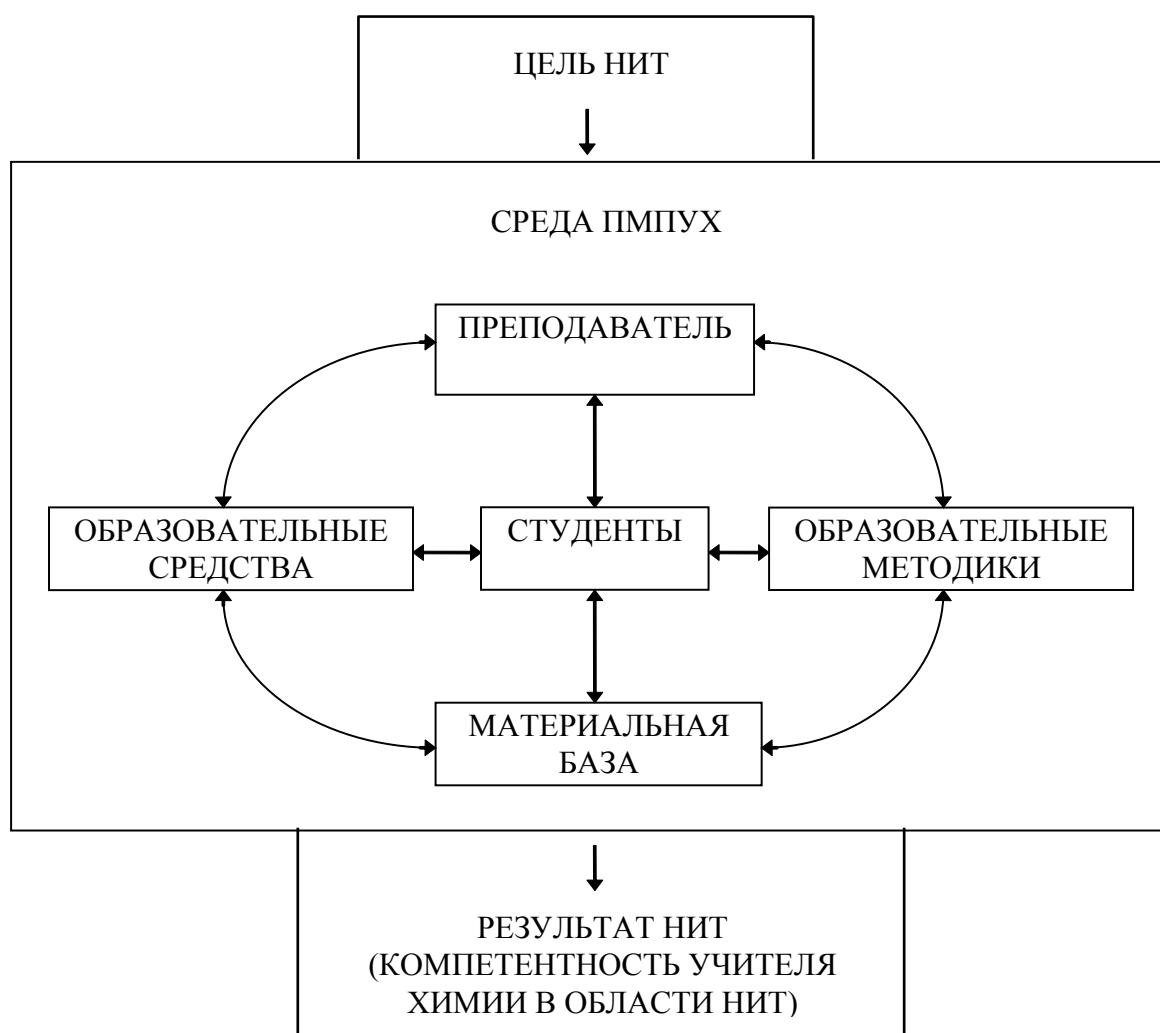 ЦЕЛЬ НИТ
СРЕДА ПМПУХ
ПРЕПОДАВАТЕЛЬ
ОБРАЗОВАТЕЛЬНЫЕ
СРЕДСТВА
СТУДЕНТЫ
ОБРАЗОВАТЕЛЬНЫЕ
МЕТОДИКИ
МАТЕРИАЛЬНАЯ
БАЗА
РЕЗУЛЬТАТ НИТ
(КОМПЕТЕНТНОСТЬ УЧИТЕЛЯ
ХИМИИ В ОБЛАСТИ НИТ)